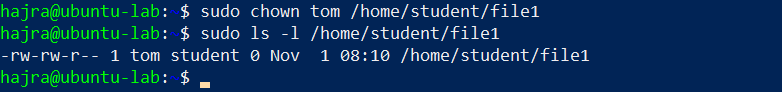 hajra@ubuntu-lab:~$ sudo chown tom /home/student/file1
hajra@ubuntu-lab:~$ sudo ls -l /home/student/file1
-rw-rw-r-- 1 tom student 0 Nov  1 08:10 /home/student/file1
hajra@ubuntu-lab:~$